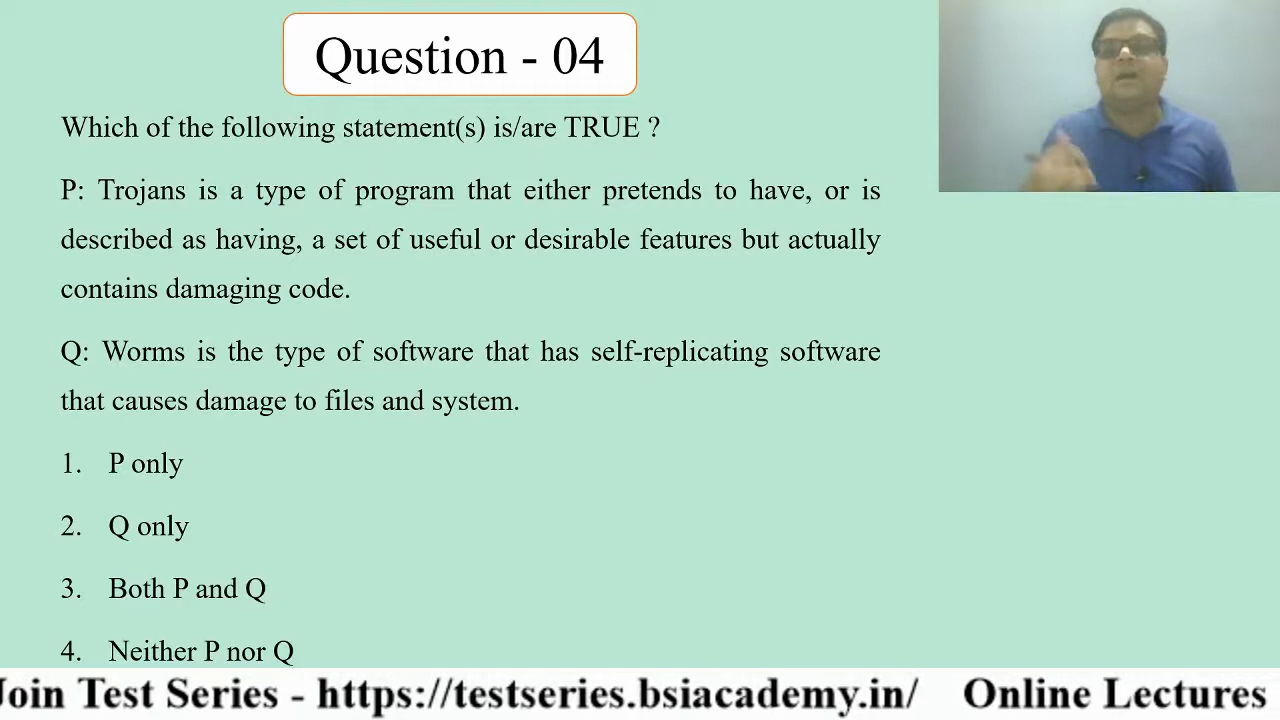 Question - 04
Which of the following statement(s) is/are TRUE ?
P: Trojans is a type of program that either pretends to have, or is
described as having, a set of useful or desirable features but actually
contains damaging code.
Q: Worms is the type of software that has self-replicating software
that causes damage to files and system.
1. P only
2. Q only
3. Both P and Q
4. Neither P nor Q
Join Test Series - https://testseries.bsiacademy.in/ Online Lectures